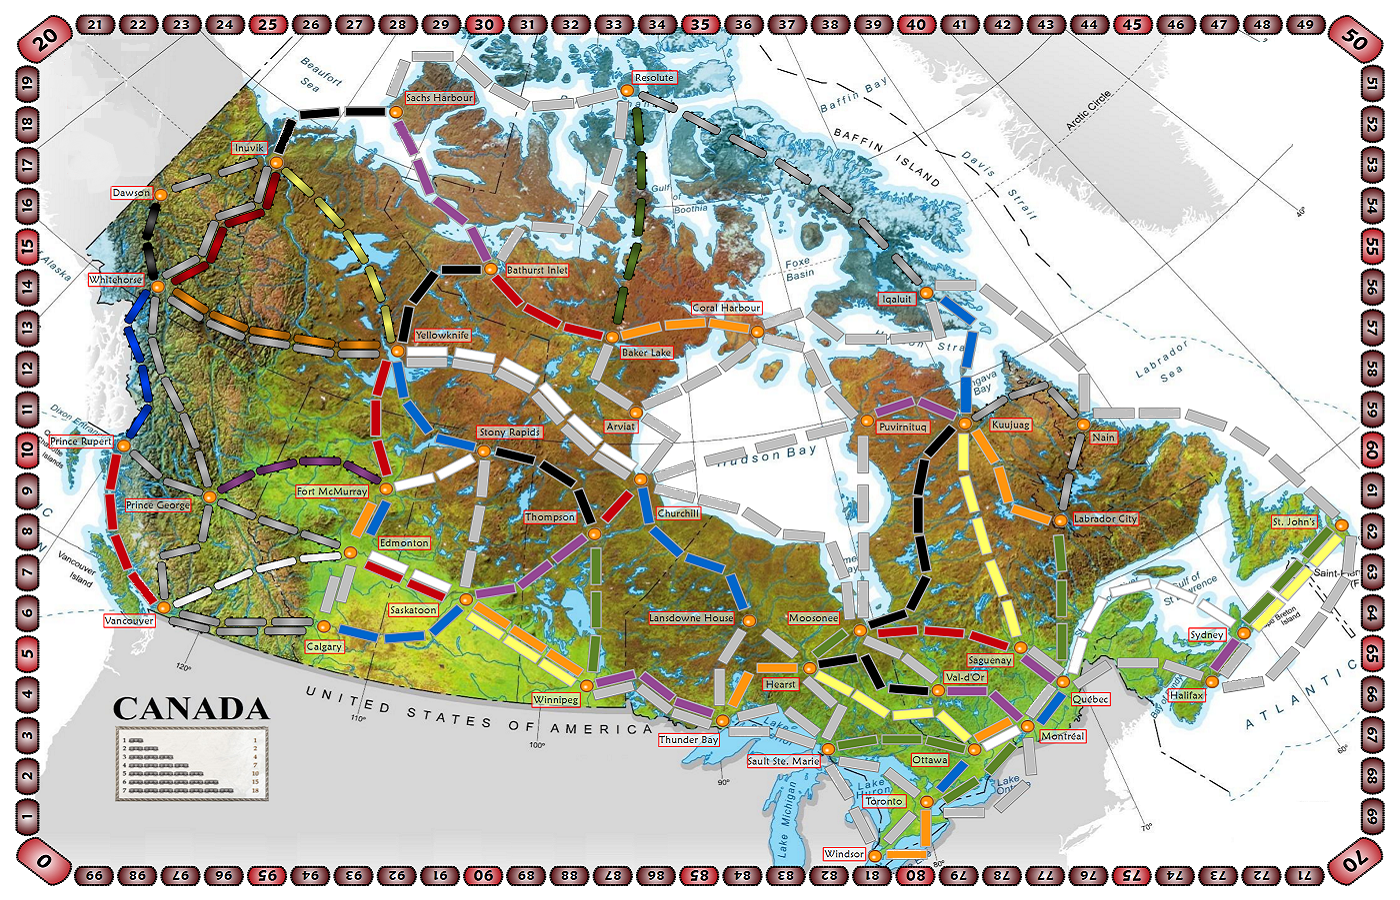 20
21
22
23
24
25
26
27
28
29
30
31
32
33
34
35
36
37
38
39
40
41
42
43
44
45
46
47
48
49
50
19
18
17
16
15
14
13
12
11
10
9
8
7
6
5
4
3
2
1
0
51
52
53
54
55
56
57
58
59
60
61
62
63
64
65
66
67
68
69
70
Beaufort
Sea
Resolute
Sachs Harbour
Baffin Bay
Arctic Circle
BAFFIN ISLAND
Davis Strait
Inuvik
Dawson
Gulf
of
Boothia
40°
Alaska
Whitehorse
Bathurst Inlet
Foxe
Basin
Iqaluit
Coral Harbour
Yellowknife
Baker Lake
Labrador
Sea
Dixon Entrance
Arviat
Puvirnituq
Kuujuag
Nain
Prince Rupert
Stony Rapids
Hudson Bay
Fort McMurray
Prince George
Thompson
Churchill
Labrador City
St. John's
Edmonton
Vancouver
Island
Saskatoon
Gulf of
St. Lawrence
Vancouver
Lansdowne House
Moosonee
Sydney
Calgary
Saguenay
Val-d'Or
Hearst
Québec
Halifax
Winnipeg
120°
110°
100°
90°
80°
70°
60°
UNITED STATES OF AMERICA
ATLANTIC
Thunder Bay
Montréal
Sault Ste. Marie
Ottawa
Lake
Huron
Lake Michigan
Toronto
Windsor
CANADA
1 1
2 2
3 4
4 7
5 10
6 15
7 18
99
98
97
96
95
94
93
92
91
90
89
88
87
86
85
84
83
82
81
80
79
78
77
76
75
74
73
72
71